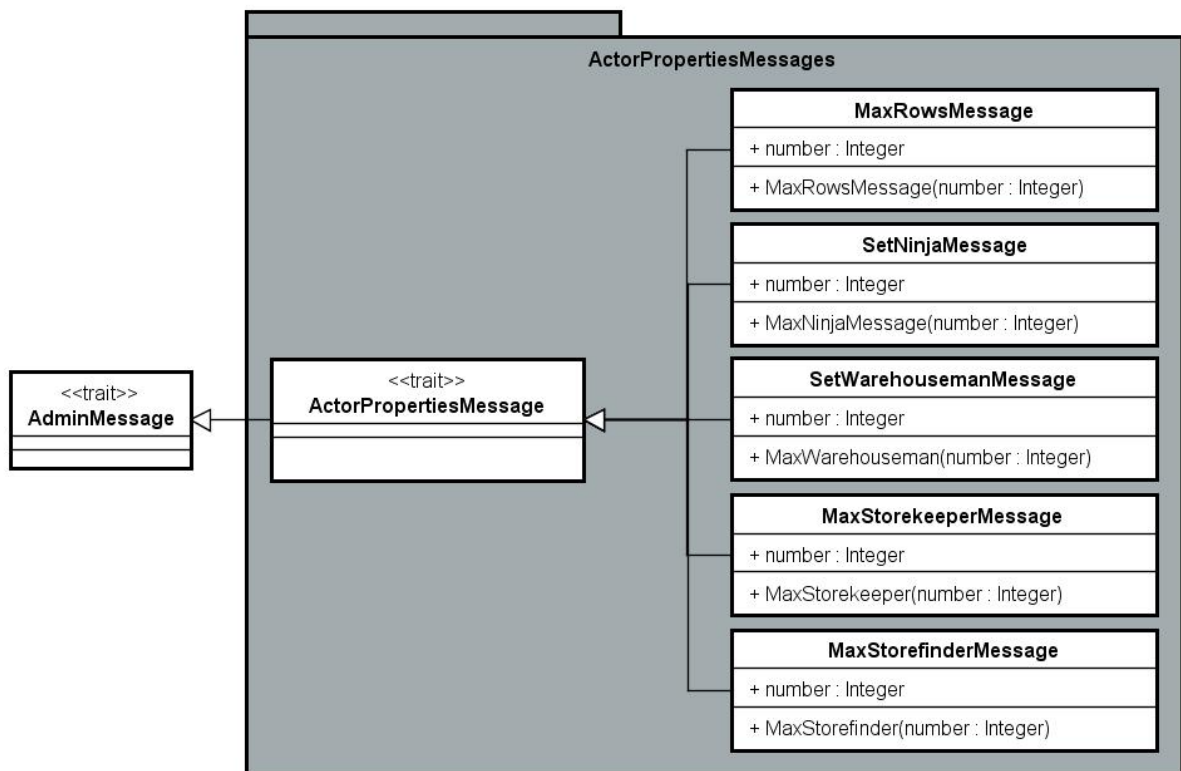 ActorPropertiesMessages
MaxRowsMessage
+ number : Integer
+ MaxRowsMessage(number : Integer)
SetNinjaMessage
+ number : Integer
+ MaxNinjaMessage(number : Integer)
<<trait>>
AdminMessage
<<trait>>
ActorPropertiesMessage
SetWarehousemanMessage
+ number : Integer
+ MaxWarehouseman(number : Integer)
MaxStorekeeperMessage
+ number : Integer
+ MaxStorekeeper(number : Integer)
MaxStorefinderMessage
+ number : Integer
+ MaxStorefinder(number : Integer)